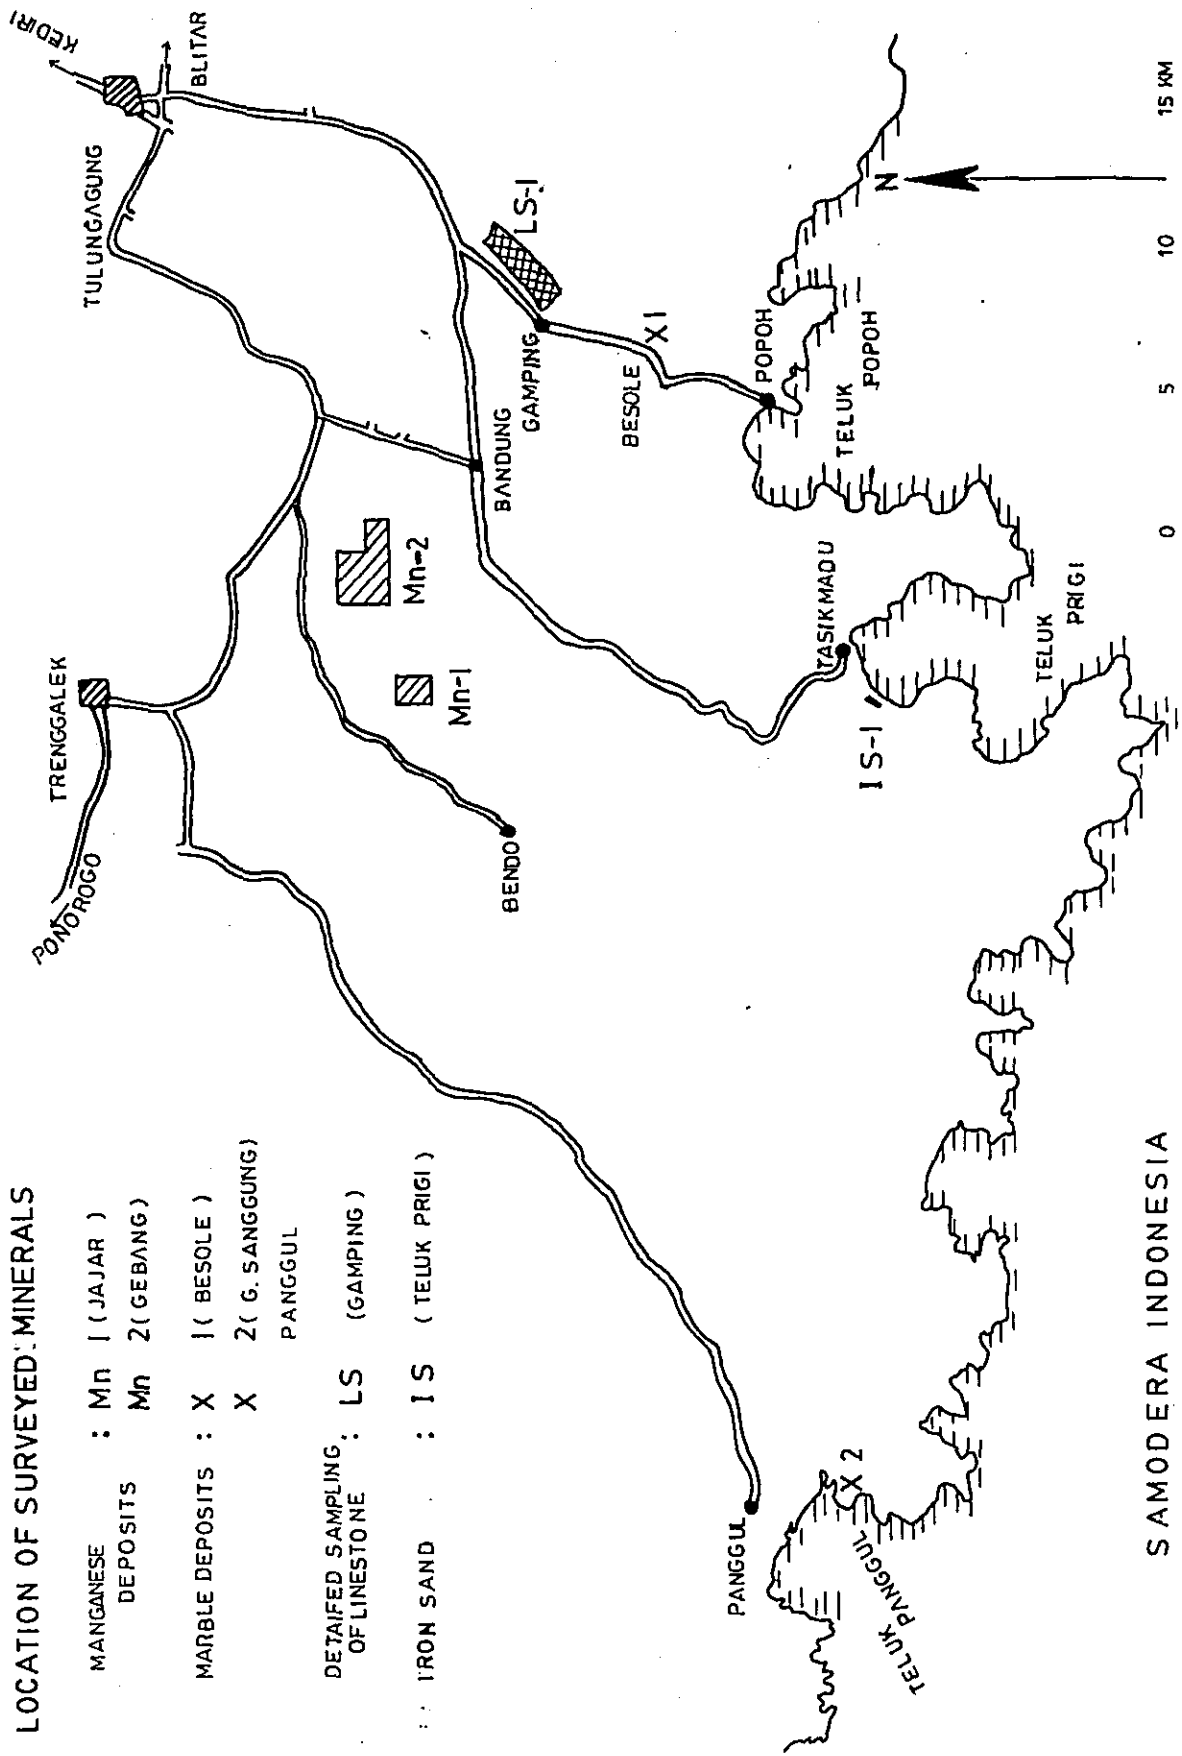 LOCATION OF SURVEYED MINERALS
MANGANESE : Mn 1 (JAJAR)
DEPOSITS Mn 2 (GEBANG)
MARBLE DEPOSITS : X 1 (BESOLE)
X 2 (G. SANGGUNG)
PANGGUL
DETAIFED SAMPLING : LS (GAMPING)
OF LINESTONE
IRON SAND : IS (TELUK PRIGI)
PONOROGO
TRENGGALEK
TULUNGAGUNG
KEDIRI
BLITAR
Mn-1
Mn-2
BENDO
BANDUNG
GAMPING
LS-1
BESOLE
X 1
POPOH
TELUK
POPOH
TASIKMADU
IS-1
TELUK
PRIGI
PANGGUL
X 2
TELUK PANGGUL
N
SAMODERA INDONESIA
0 5 10 15 KM